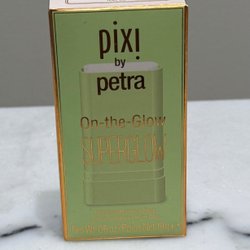 pixi
by
petra
On-the-Glow
SUPERGLOW